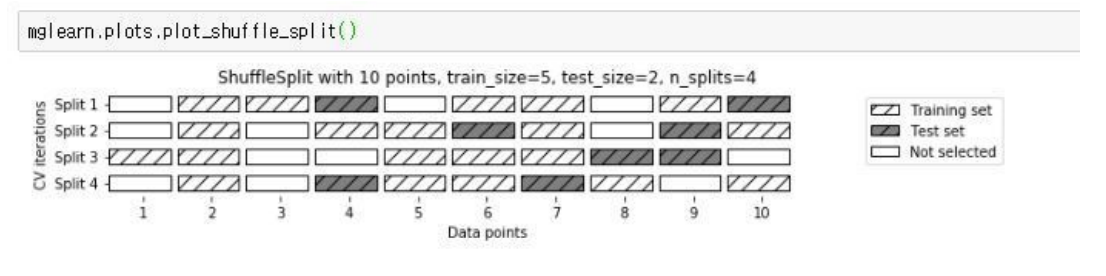 mglearn.plots.plot_shuffle_split()
ShuffleSplit with 10 points, train_size=5, test_size=2, n_splits=4
CV iterations
Split 1
Split 2
Split 3
Split 4
1 2 3 4 5 6 7 8 9 10
Data points
Training set
Test set
Not selected